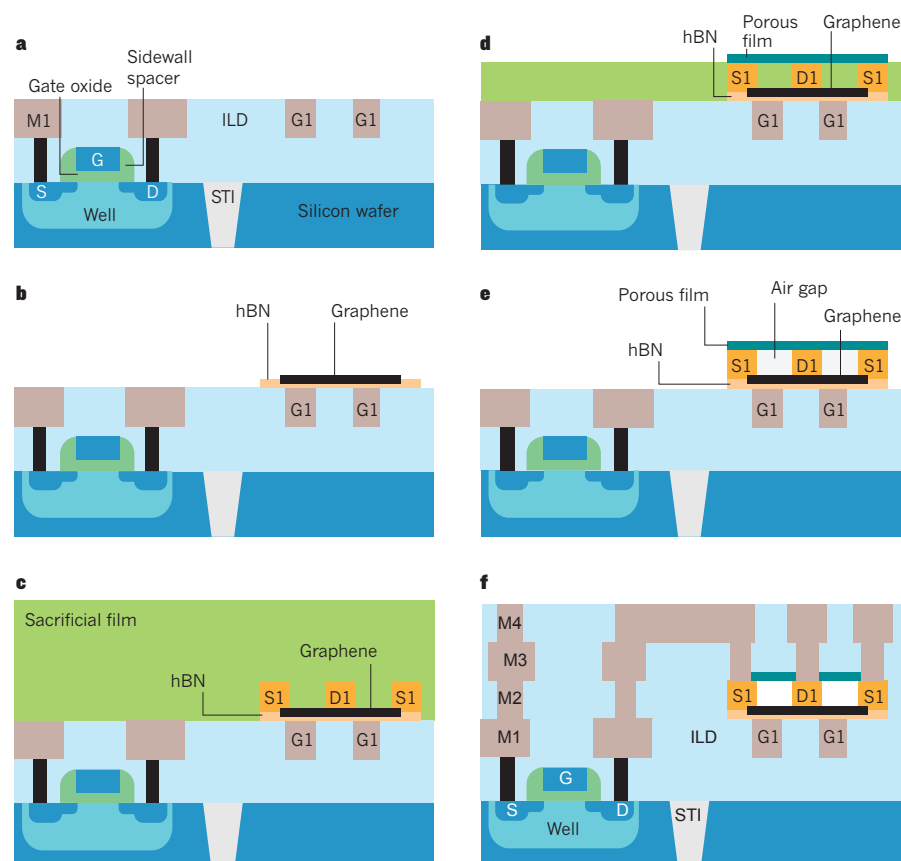 a
Sidewall
spacer
Gate oxide
M1
ILD
G1
G1
G
S
D
STI
Well
Silicon wafer
b
hBN
Graphene
G1
G1
c
Sacrificial film
Graphene
hBN
S1
D1
S1
G1
G1
d
Porous
film
Graphene
hBN
S1
D1
S1
G1
G1
e
Air gap
Porous film
Graphene
hBN
S1
D1
S1
G1
G1
f
M4
M3
M2
S1
D1
S1
M1
ILD
G1
G1
G
S
D
STI
Well